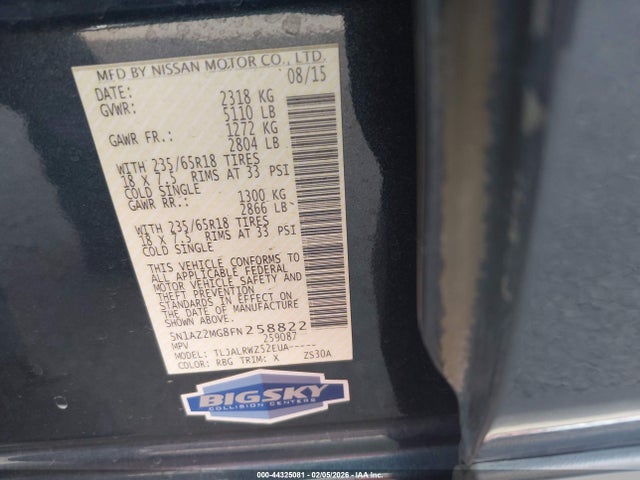 MFD BY NISSAN MOTOR CO., LTD.
DATE: 08/15
GVWR: 2318 KG
5110 LB
GAWR FR.: 1272 KG
2804 LB
WITH 235/65R18 TIRES
18 X 7.5 RIMS AT 33 PSI
COLD SINGLE
GAWR RR.: 1300 KG
2866 LB
WITH 235/65R18 TIRES
18 X 7.5 RIMS AT 33 PSI
COLD SINGLE
THIS VEHICLE CONFORMS TO
ALL APPLICABLE FEDERAL
MOTOR VEHICLE SAFETY AND
THEFT PREVENTION
STANDARDS IN EFFECT ON
THE DATE OF MANUFACTURE
SHOWN ABOVE.
5N1AZ2MG8FN258822
MPV 259087
MODEL: TLJALRWZ52EUA-----
COLOR: RBG TRIM: X ZS30A
BIG SKY
COLLISION CENTERS
000-44325081 - 02/05/2026 - IAA Inc.